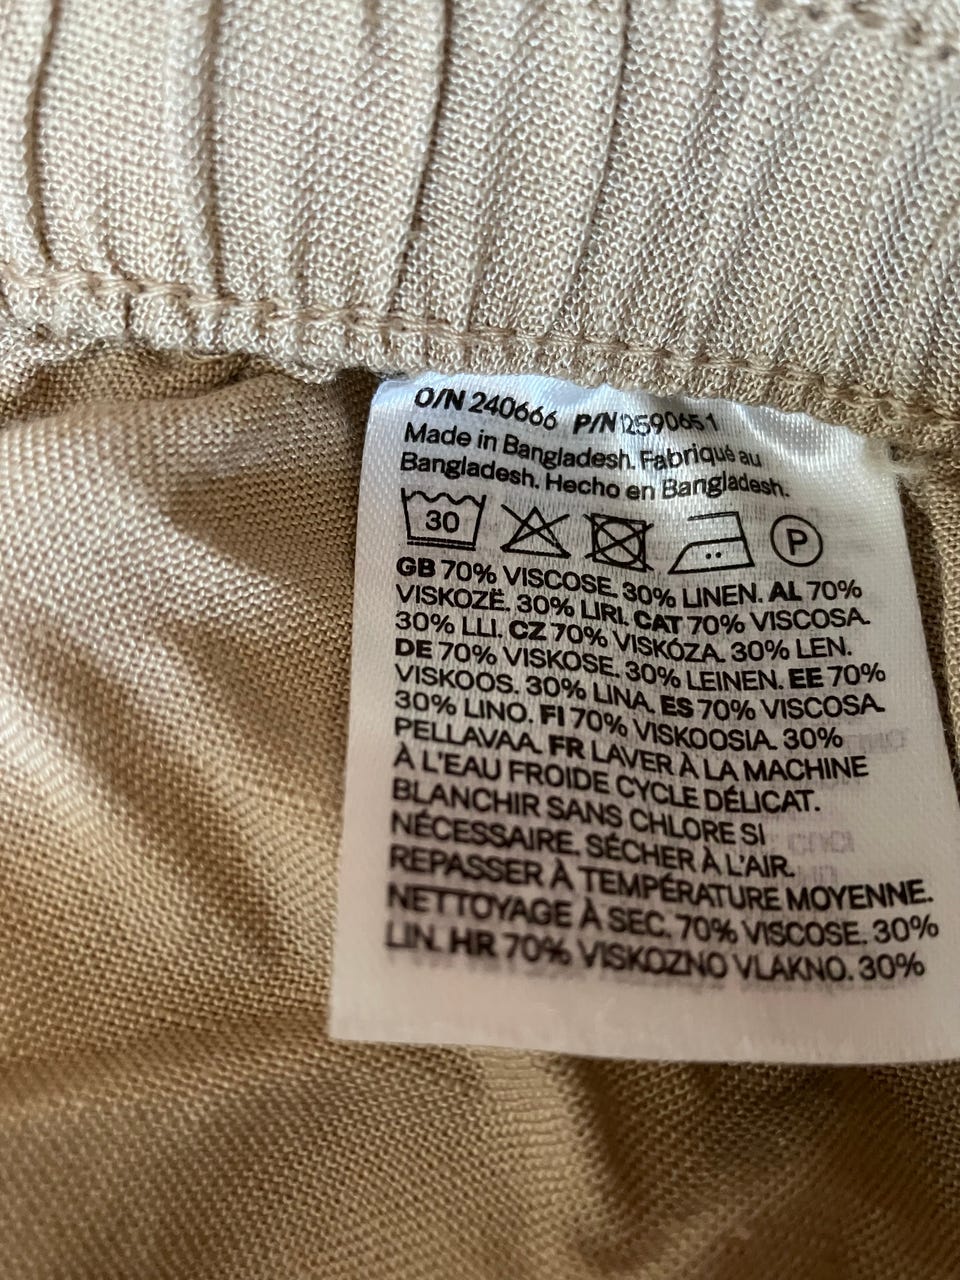 O/N 240666 P/N 2590651
Made in Bangladesh. Fabriqué au
Bangladesh. Hecho en Bangladesh.
30 P
GB 70% VISCOSE. 30% LINEN. AL 70%
VISKOZË. 30% LIRI. CAT 70% VISCOSA.
30% LLI. CZ 70% VISKÓZA. 30% LEN.
DE 70% VISKOSE. 30% LEINEN. EE 70%
VISKOOS. 30% LINA. ES 70% VISCOSA.
30% LINO. FI 70% VISKOOSIA. 30%
PELLAVAA. FR LAVER À LA MACHINE
À L'EAU FROIDE CYCLE DÉLICAT.
BLANCHIR SANS CHLORE SI
NÉCESSAIRE. SÉCHER À L'AIR.
REPASSER À TEMPÉRATURE MOYENNE.
NETTOYAGE À SEC. 70% VISCOSE. 30%
LIN. HR 70% VISKOZNO VLAKNO. 30%